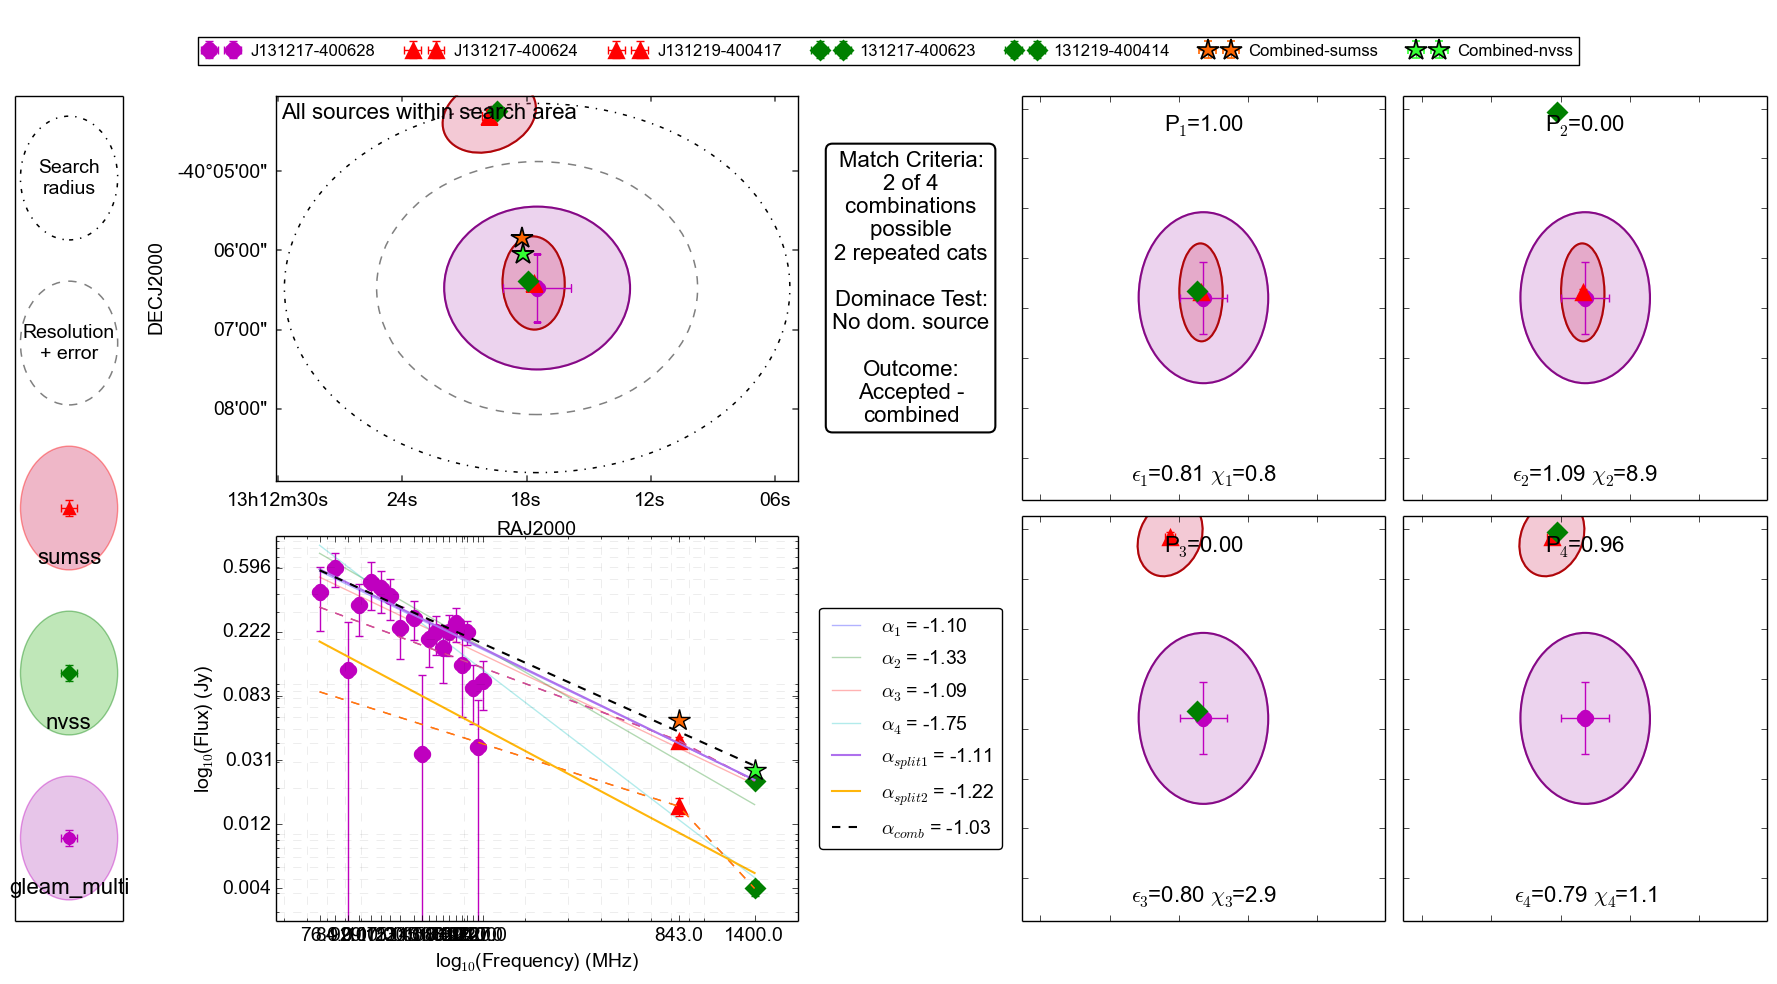 J131217-400628 J131217-400624 J131219-400417 131217-400623 131219-400414 Combined-sumss Combined-nvss
Search
radius
Resolution
+ error
sumss
nvss
gleam_multi
All sources within search area
DECJ2000
-40°05'00"
06'00"
07'00"
08'00"
13h12m30s 24s 18s 12s 06s
RAJ2000
Match Criteria:
2 of 4
combinations
possible
2 repeated cats
Dominace Test:
No dom. source
Outcome:
Accepted -
combined
P1=1.00
ϵ1=0.81 χ1=0.8
P2=0.00
ϵ2=1.09 χ2=8.9
P3=0.00
ϵ3=0.80 χ3=2.9
P4=0.96
ϵ4=0.79 χ4=1.1
log10(Flux) (Jy)
0.596
0.222
0.083
0.031
0.012
0.004
843.0 1400.0
log10(Frequency) (MHz)
α1 = -1.10
α2 = -1.33
α3 = -1.09
α4 = -1.75
αsplit1 = -1.11
αsplit2 = -1.22
αcomb = -1.03